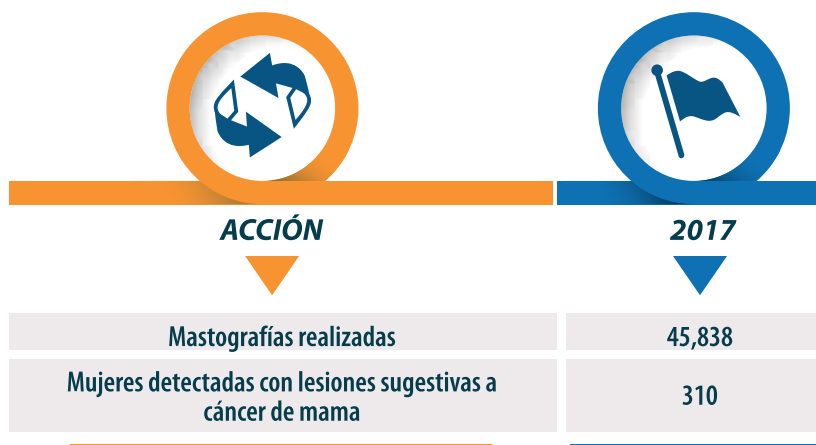 ACCIÓN
2017
Mastografías realizadas
45,838
Mujeres detectadas con lesiones sugestivas a
cáncer de mama
310